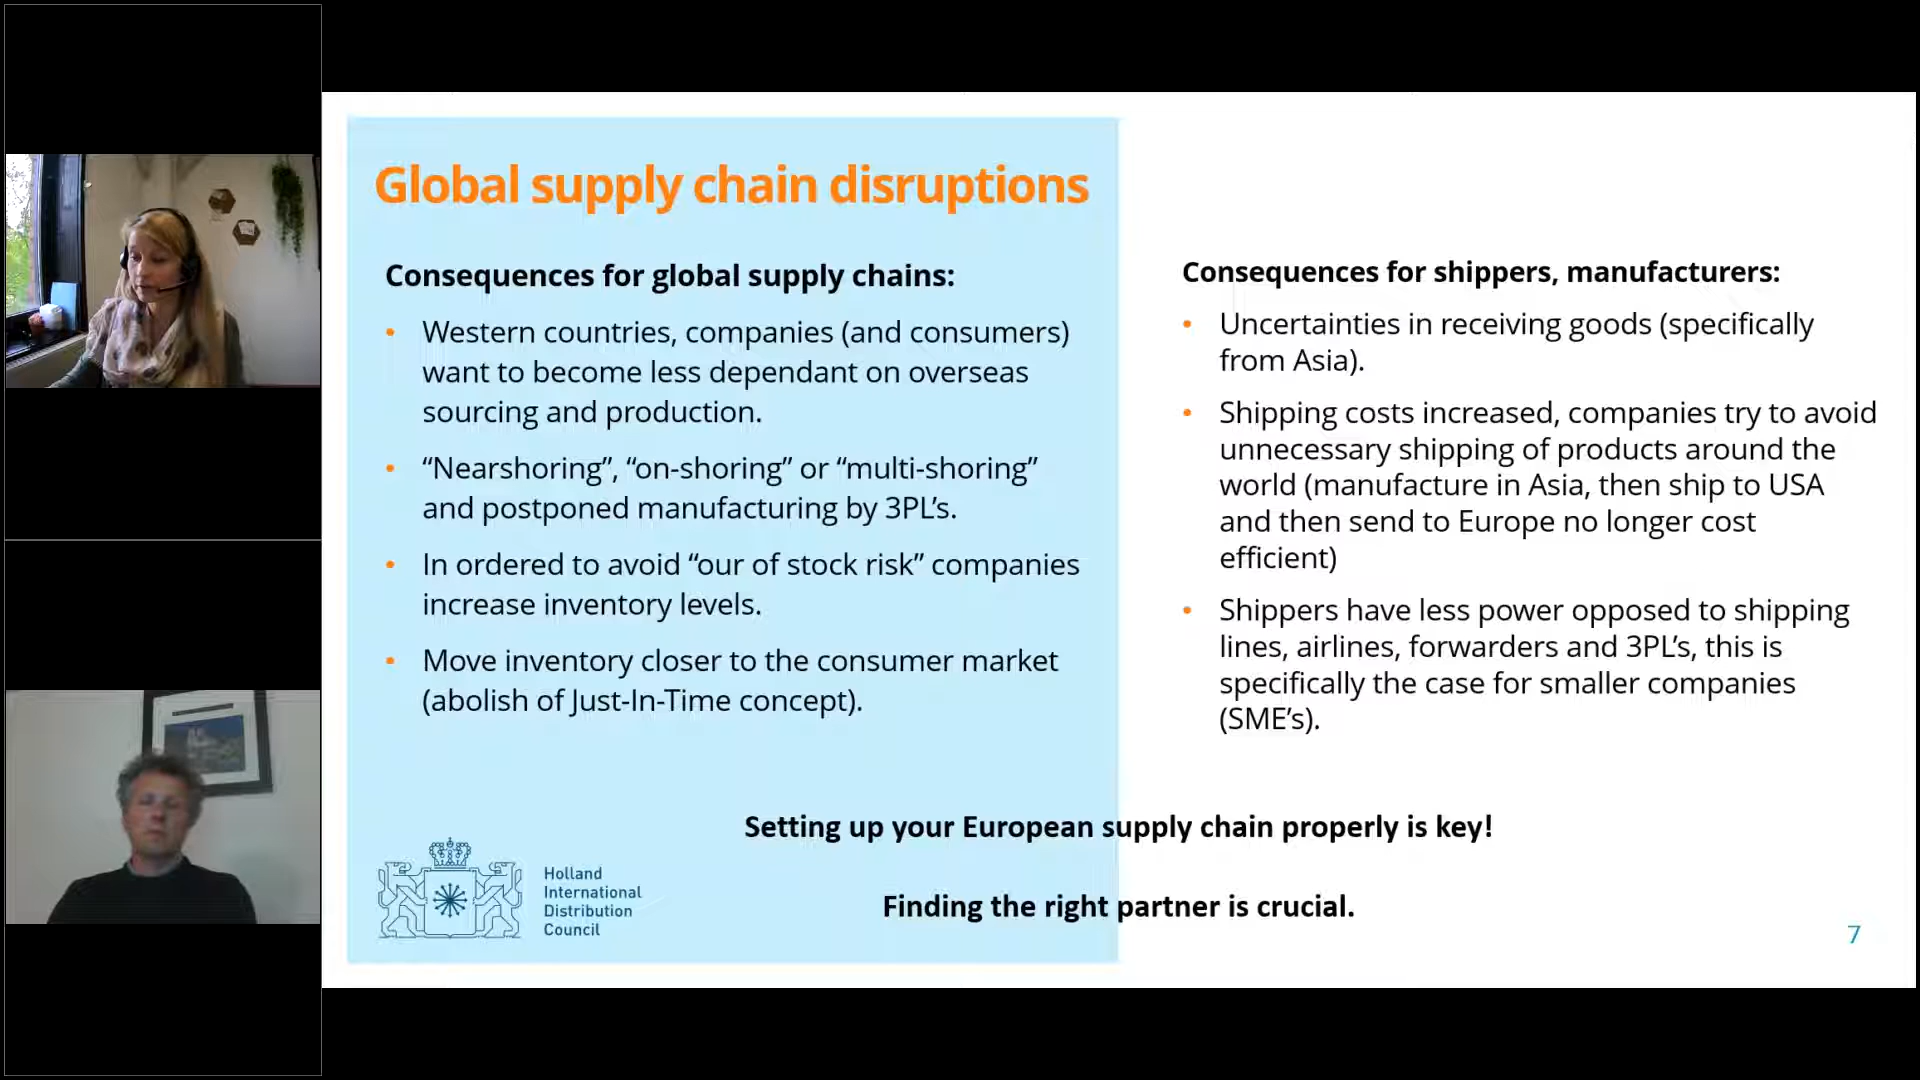 Global supply chain disruptions
Consequences for global supply chains:
• Western countries, companies (and consumers)
want to become less dependant on overseas
sourcing and production.
• “Nearshoring”, “on-shoring” or “multi-shoring”
and postponed manufacturing by 3PL’s.
• In ordered to avoid “our of stock risk” companies
increase inventory levels.
• Move inventory closer to the consumer market
(abolish of Just-In-Time concept).
Consequences for shippers, manufacturers:
• Uncertainties in receiving goods (specifically
from Asia).
• Shipping costs increased, companies try to avoid
unnecessary shipping of products around the
world (manufacture in Asia, then ship to USA
and then send to Europe no longer cost
efficient)
• Shippers have less power opposed to shipping
lines, airlines, forwarders and 3PL’s, this is
specifically the case for smaller companies
(SME’s).
Setting up your European supply chain properly is key!
Finding the right partner is crucial.
Holland
International
Distribution
Council
7